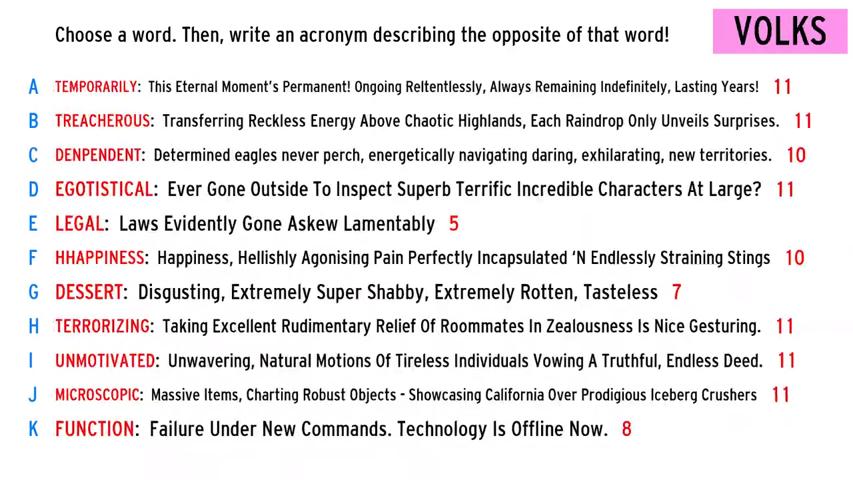 Choose a word. Then, write an acronym describing the opposite of that word!
VOLKS
A TEMPORARILY: This Eternal Moment's Permanent! Ongoing Reltentlessly, Always Remaining Indefinitely, Lasting Years! 11
B TREACHEROUS: Transferring Reckless Energy Above Chaotic Highlands, Each Raindrop Only Unveils Surprises. 11
C DENPENDENT: Determined eagles never perch, energetically navigating daring, exhilarating, new territories. 10
D EGOTISTICAL: Ever Gone Outside To Inspect Superb Terrific Incredible Characters At Large? 11
E LEGAL: Laws Evidently Gone Askew Lamentably 5
F HHAPPINESS: Happiness, Hellishly Agonising Pain Perfectly Incapsulated 'N Endlessly Straining Stings 10
G DESSERT: Disgusting, Extremely Super Shabby, Extremely Rotten, Tasteless 7
H TERRORIZING: Taking Excellent Rudimentary Relief Of Roommates In Zealousness Is Nice Gesturing. 11
I UNMOTIVATED: Unwavering, Natural Motions Of Tireless Individuals Vowing A Truthful, Endless Deed. 11
J MICROSCOPIC: Massive Items, Charting Robust Objects - Showcasing California Over Prodigious Iceberg Crushers 11
K FUNCTION: Failure Under New Commands. Technology Is Offline Now. 8